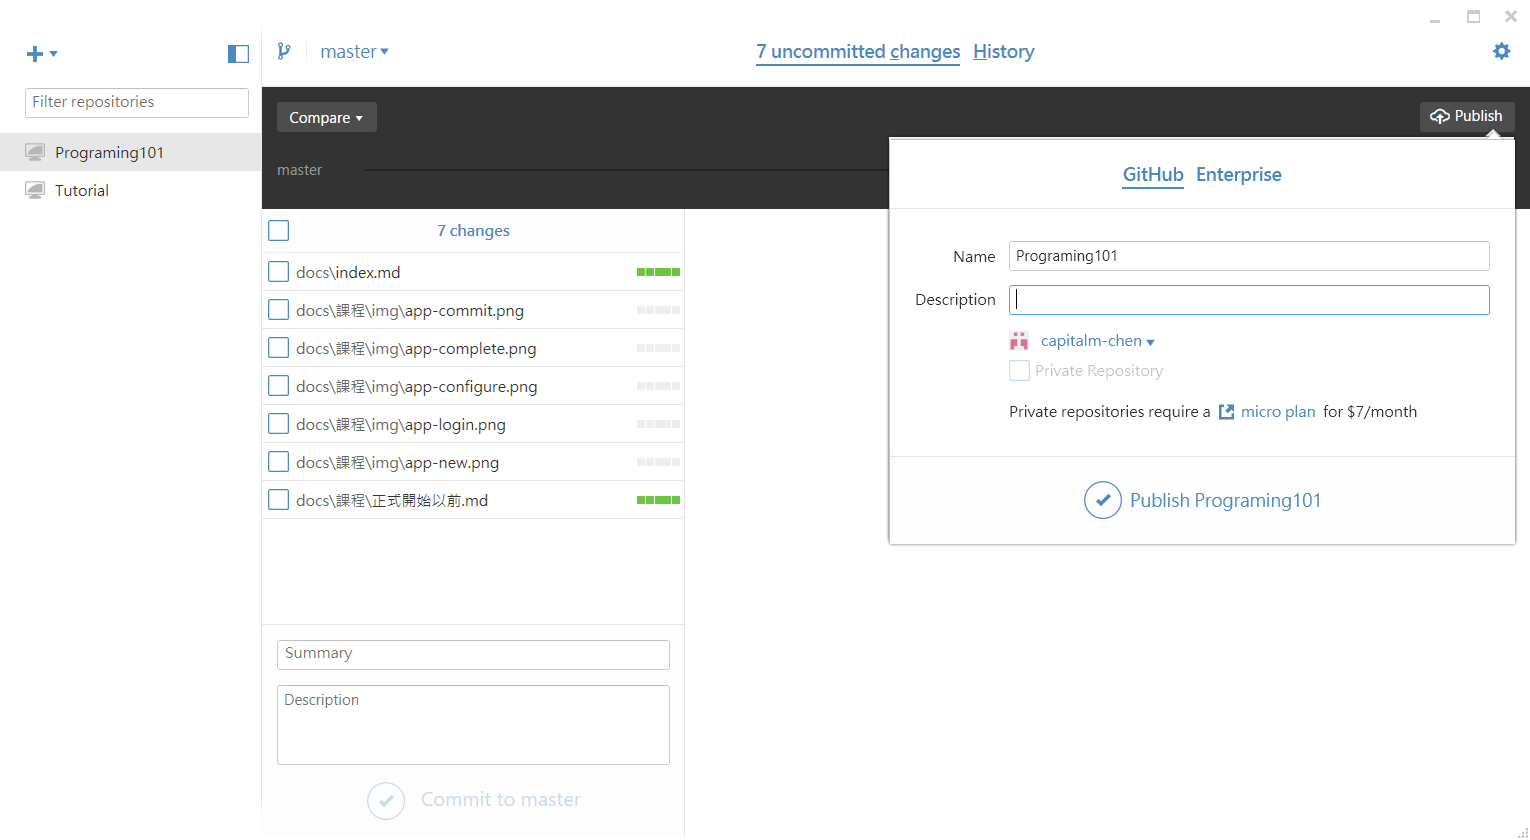 master
7 uncommitted changes
History
Filter repositories
Programing101
Tutorial
Compare
Publish
master
7 changes
docs\index.md
docs\課程\img\app-commit.png
docs\課程\img\app-complete.png
docs\課程\img\app-configure.png
docs\課程\img\app-login.png
docs\課程\img\app-new.png
docs\課程\正式開始以前.md
Summary
Description
Commit to master
GitHub Enterprise
Name Programing101
Description
capitalm-chen
Private Repository
Private repositories require a micro plan for $7/month
Publish Programing101